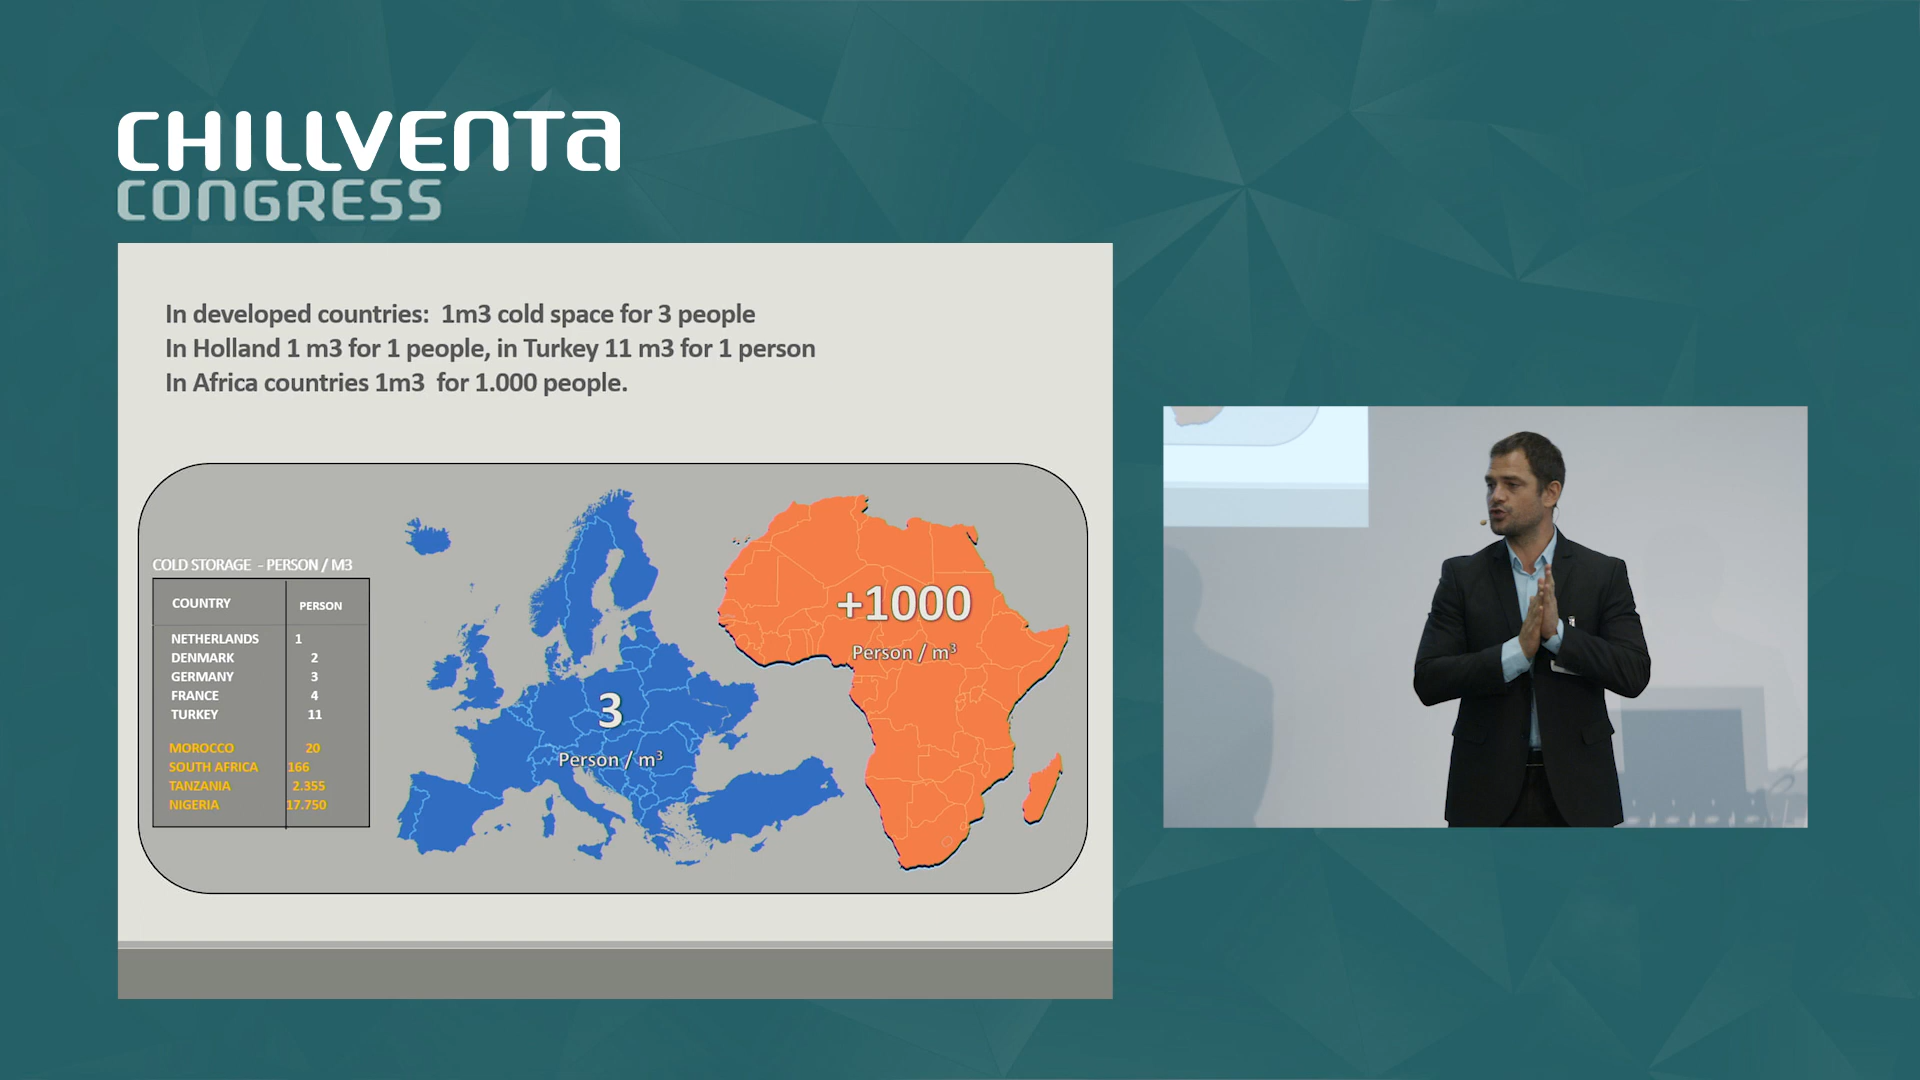 CHILLVENTA
CONGRESS
In developed countries: 1m3 cold space for 3 people
In Holland 1 m3 for 1 people, in Turkey 11 m3 for 1 person
In Africa countries 1m3 for 1.000 people.
COLD STORAGE - PERSON / M3
COUNTRY PERSON
NETHERLANDS 1
DENMARK 2
GERMANY 3
FRANCE 4
TURKEY 11
MOROCCO 20
SOUTH AFRICA 166
TANZANIA 2.355
NIGERIA 17.750
3
Person / m³
+1000
Person / m³